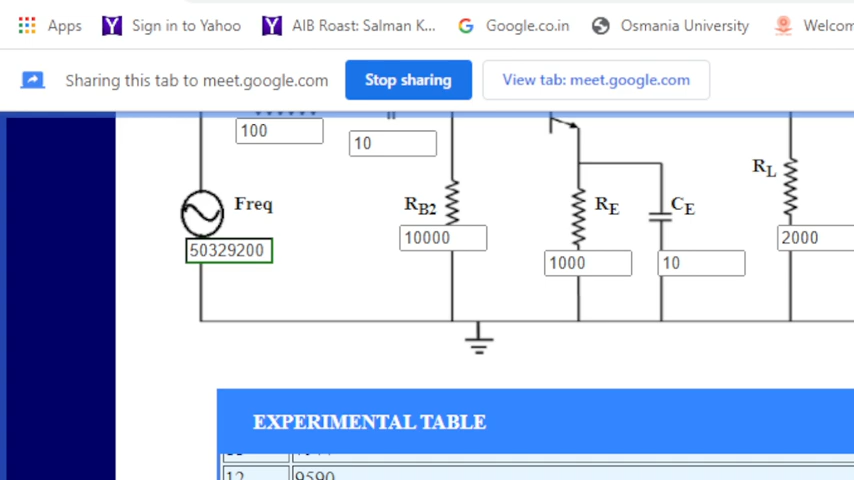 Apps Sign in to Yahoo AIB Roast: Salman K... Google.co.in Osmania University Welcom
Sharing this tab to meet.google.com Stop sharing View tab: meet.google.com
100
10
RL
Freq RB2 RE CE
50329200 10000 1000 10 2000
EXPERIMENTAL TABLE
12 9590